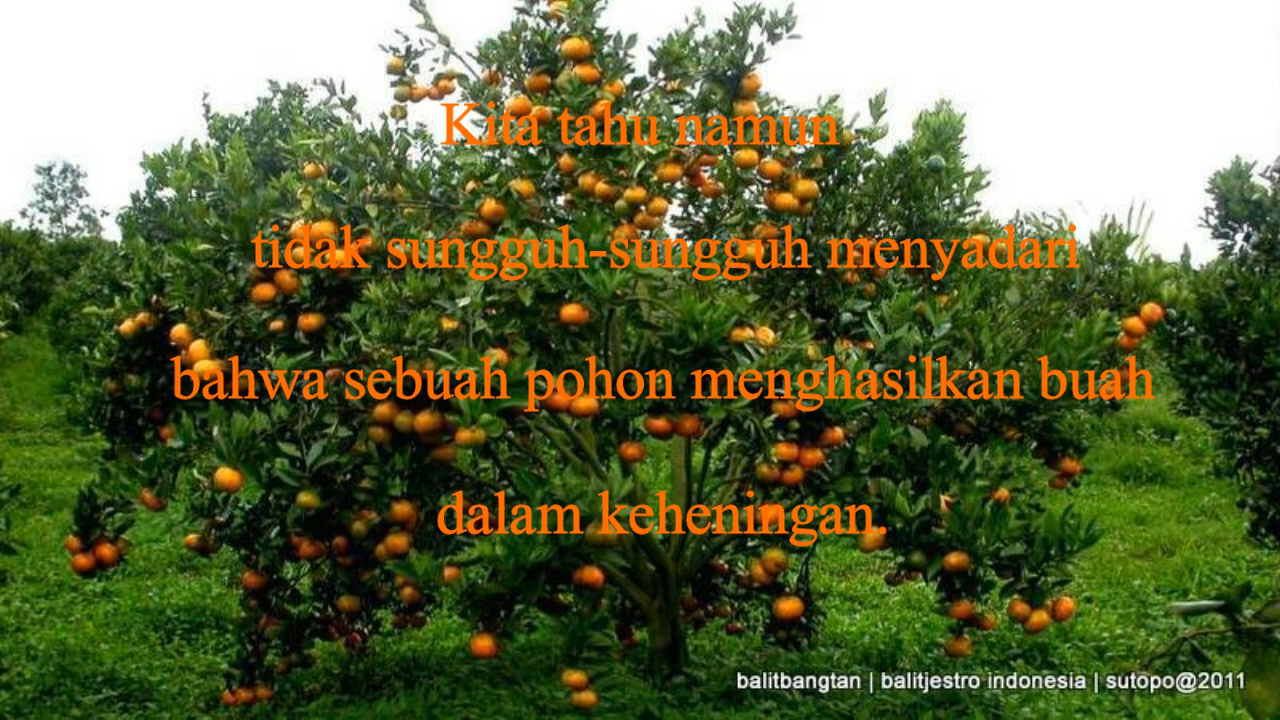 Kita tahu namun
tidak sungguh-sungguh menyadari
bahwa sebuah pohon menghasilkan buah
dalam keheningan.
balitbangtan | balitjestro indonesia | sutopo@2011